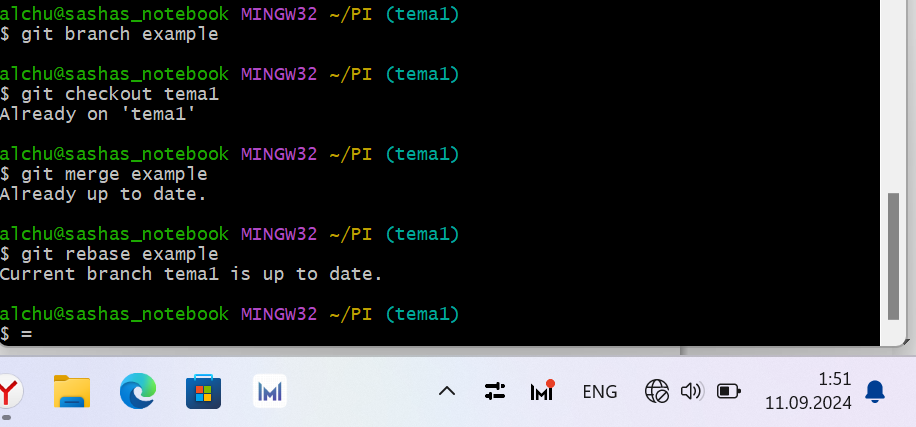 alchu@sashas_notebook MINGW32 ~/PI (tema1)
$ git branch example
alchu@sashas_notebook MINGW32 ~/PI (tema1)
$ git checkout tema1
Already on 'tema1'
alchu@sashas_notebook MINGW32 ~/PI (tema1)
$ git merge example
Already up to date.
alchu@sashas_notebook MINGW32 ~/PI (tema1)
$ git rebase example
Current branch tema1 is up to date.
alchu@sashas_notebook MINGW32 ~/PI (tema1)
$ =
ENG
1:51
11.09.2024